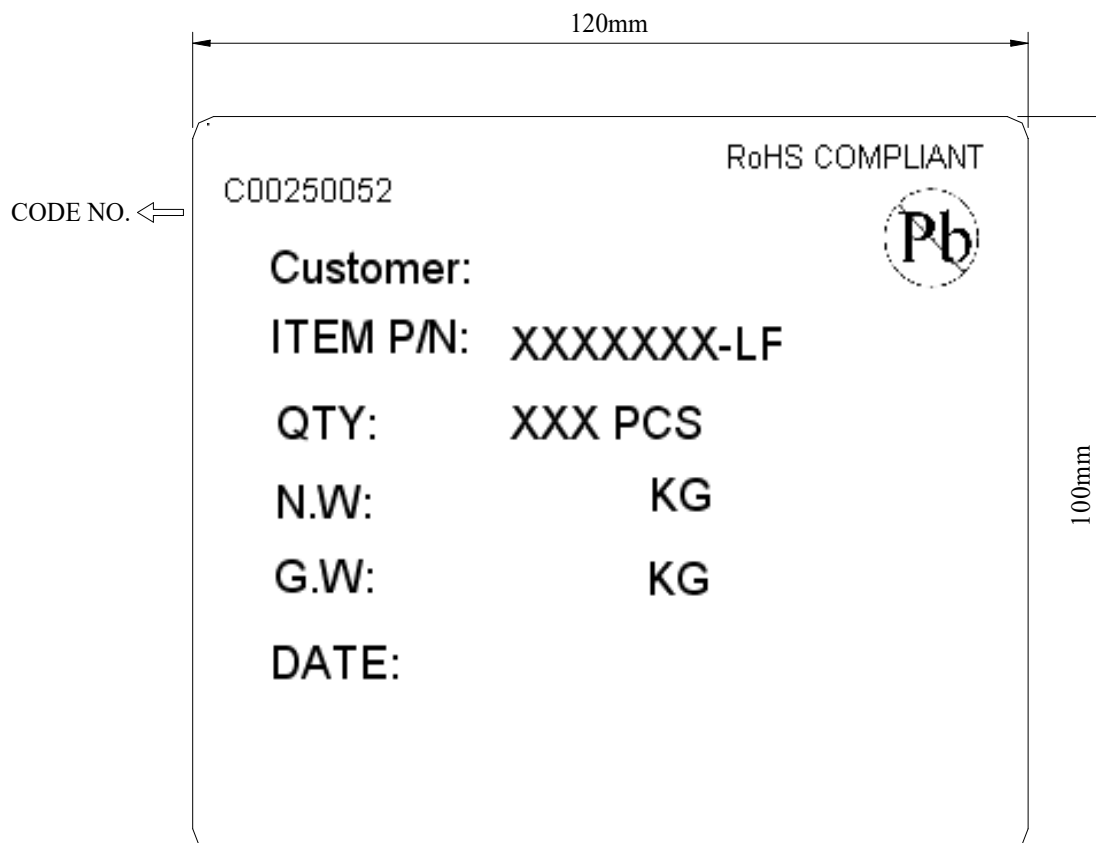 120mm
RoHS COMPLIANT
C00250052
CODE NO.
Pb
Customer:
ITEM P/N: XXXXXXX-LF
QTY: XXX PCS
N.W: KG
G.W: KG
DATE:
100mm